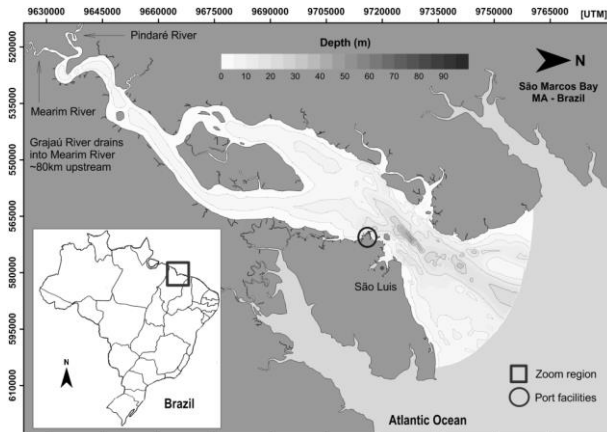 9630000 9645000 9660000 9675000 9690000 9705000 9720000 9735000 9750000 9765000 [UTM]
520000
535000
550000
565000
580000
595000
610000
Pindaré River
Mearim River
Grajaú River drains
into Mearim River
~80km upstream
Depth (m)
0 10 20 30 40 50 60 70 80 90
N
São Marcos Bay
MA - Brazil
São Luis
N
Brazil
Zoom region
Port facilities
Atlantic Ocean